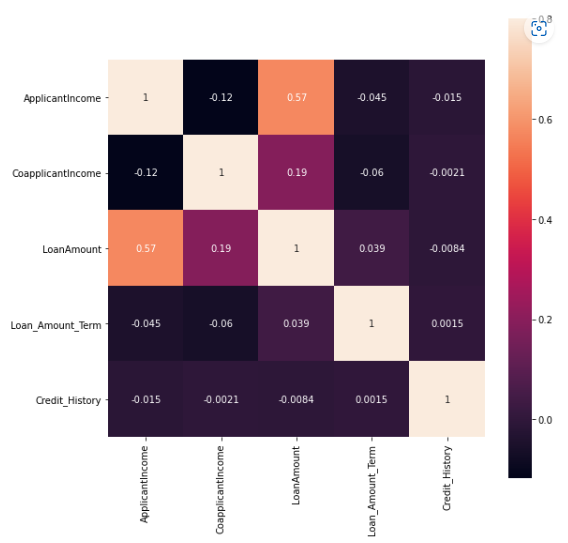 0.8
ApplicantIncome 1 -0.12 0.57 -0.045 -0.015
0.6
CoapplicantIncome -0.12 1 0.19 -0.06 -0.0021
0.4
LoanAmount 0.57 0.19 1 0.039 -0.0084
0.2
Loan_Amount_Term -0.045 -0.06 0.039 1 0.0015
Credit_History -0.015 -0.0021 -0.0084 0.0015 1
0.0
ApplicantIncome
CoapplicantIncome
LoanAmount
Loan_Amount_Term
Credit_History